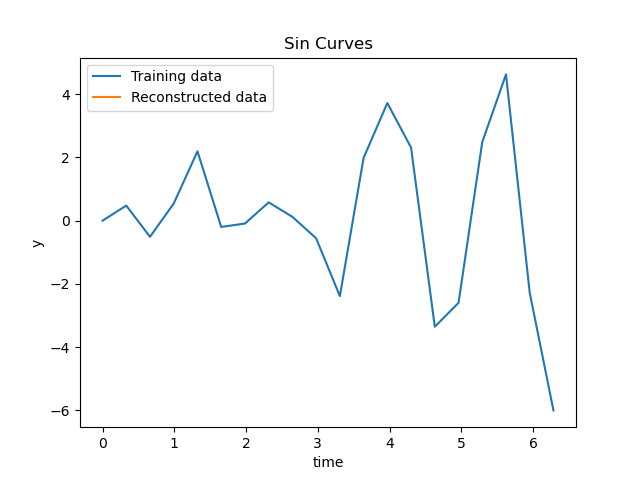 Sin Curves
Training data
Reconstructed data
y
4
2
0
−2
−4
−6
0 1 2 3 4 5 6
time